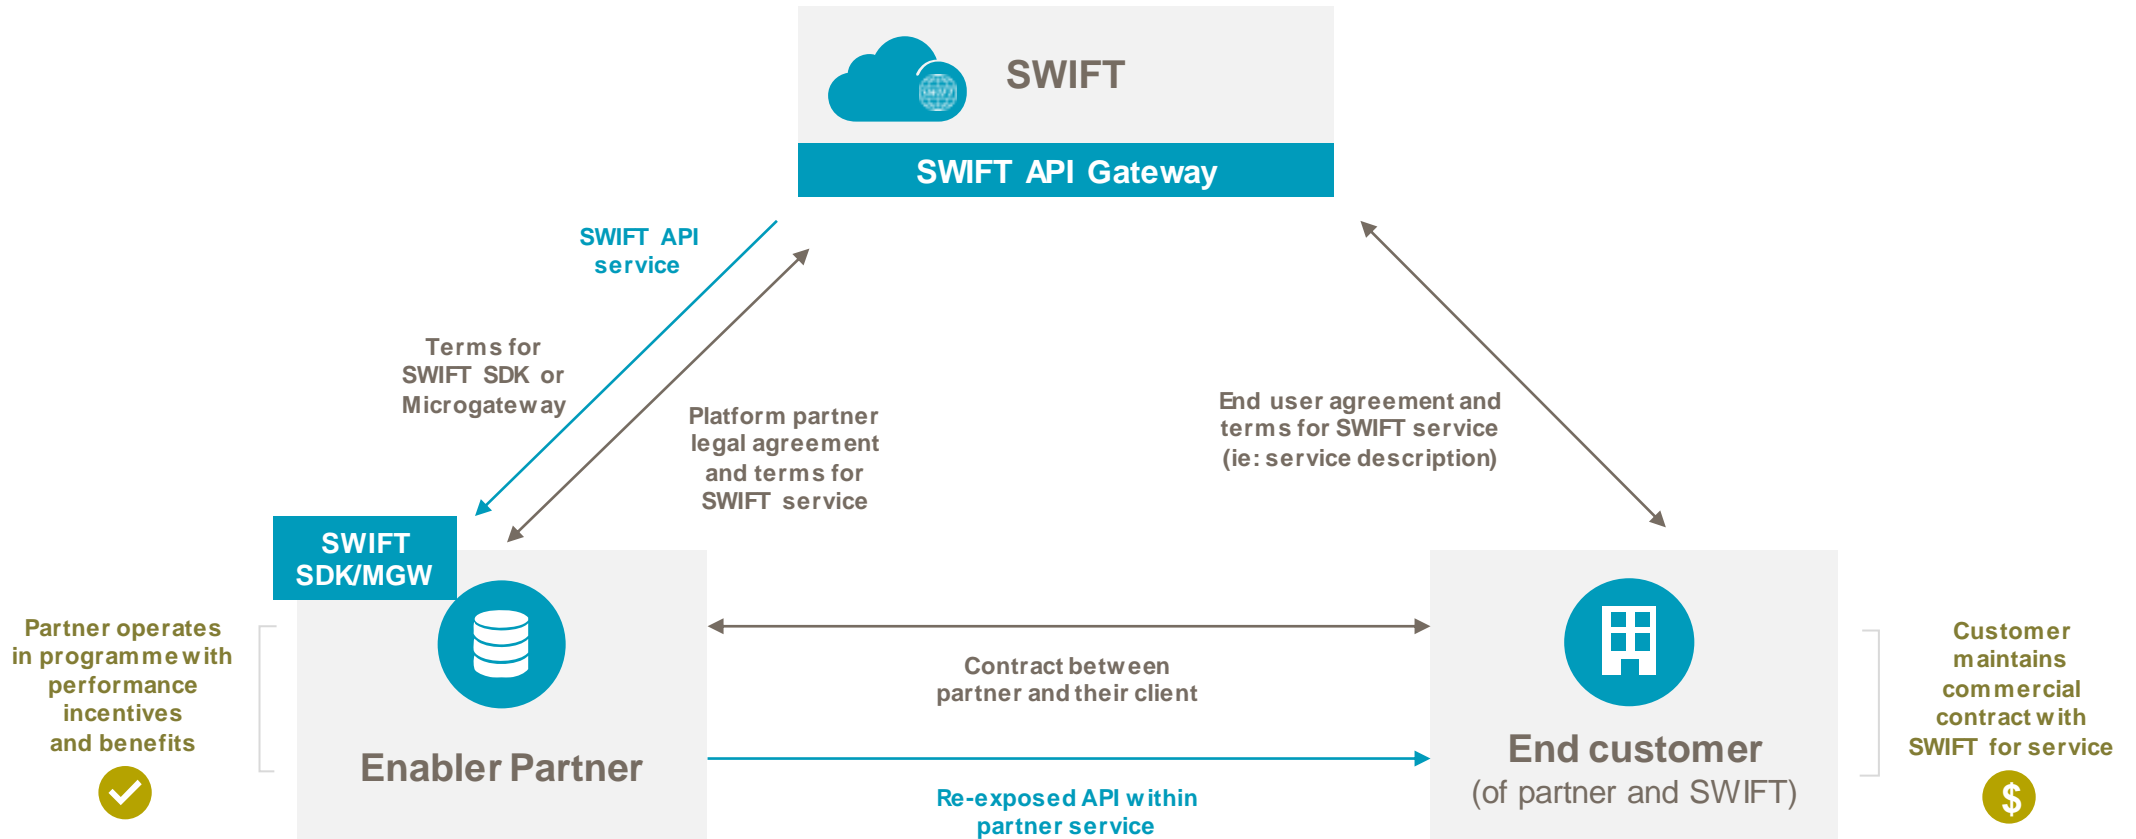 SWIFT
SWIFT API Gateway
SWIFT API
service
Terms for
SWIFT SDK or
Microgateway
Platform partner
legal agreement
and terms for
SWIFT service
End user agreement and
terms for SWIFT service
(ie: service description)
SWIFT
SDK/MGW
Partner operates
in programme with
performance
incentives
and benefits
Enabler Partner
Contract between
partner and their client
Re-exposed API within
partner service
End customer
(of partner and SWIFT)
Customer
maintains
commercial
contract with
SWIFT for service
$